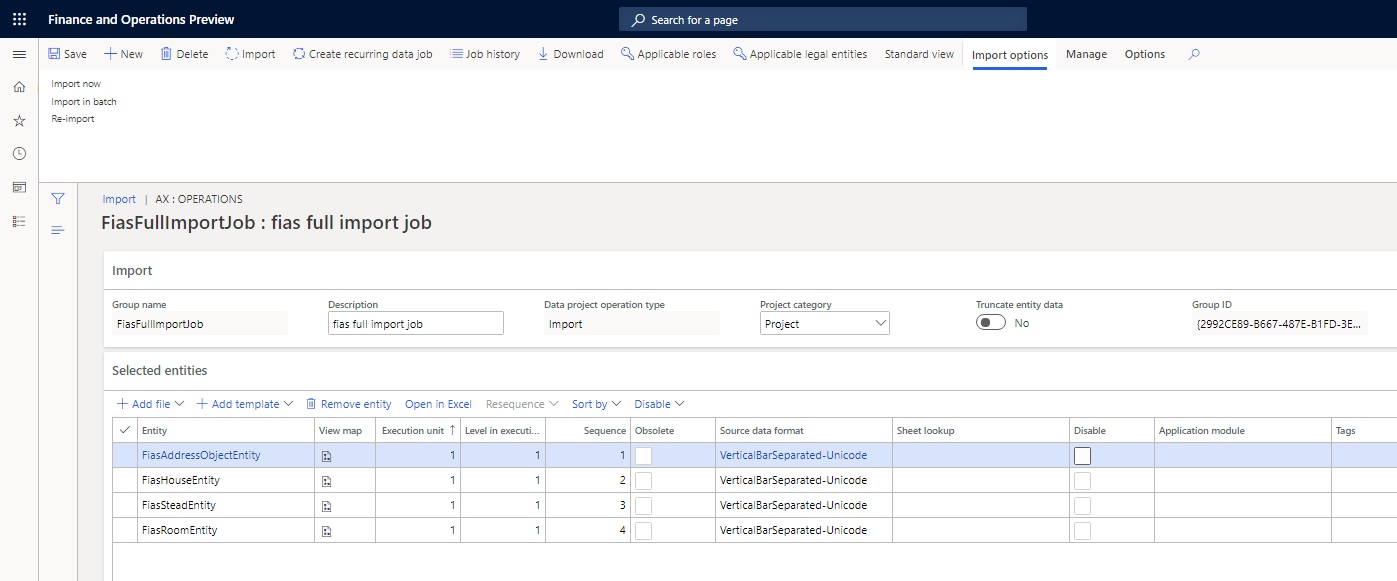 Finance and Operations Preview
Search for a page
Save New Delete Import Create recurring data job Job history Download Applicable roles Applicable legal entities Standard view Import options Manage Options
Import now
Import in batch
Re-import
Import | AX : OPERATIONS
FiasFullImportJob : fias full import job
Import
Group name Description Data project operation type Project category Truncate entity data Group ID
FiasFullImportJob fias full import job Import Project No {2992CE89-B667-487E-B1FD-3E...
Selected entities
Add file Add template Remove entity Open in Excel Resequence Sort by Disable
Entity View map Execution unit Level in executi... Sequence Obsolete Source data format Sheet lookup Disable Application module Tags
FiasAddressObjectEntity 1 1 1 VerticalBarSeparated-Unicode
FiasHouseEntity 1 1 2 VerticalBarSeparated-Unicode
FiasSteadEntity 1 1 3 VerticalBarSeparated-Unicode
FiasRoomEntity 1 1 4 VerticalBarSeparated-Unicode